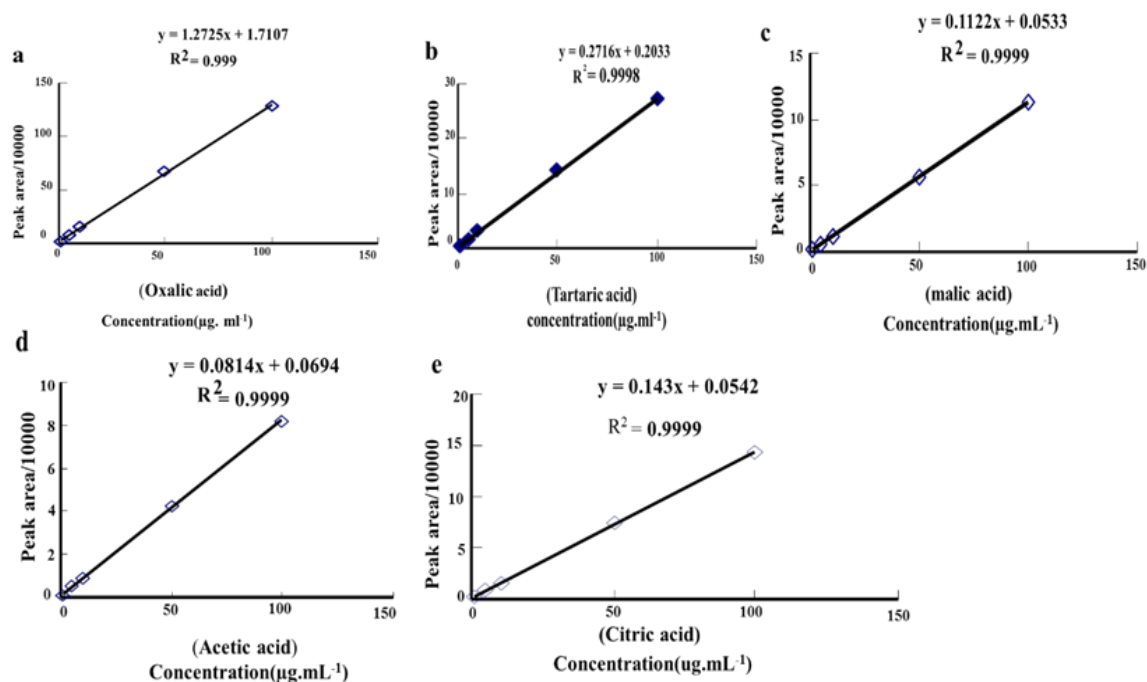 a
y = 1.2725x + 1.7107
R² = 0.999
150
100
50
0
Peak area/10000
0 50 100 150
(Oxalic acid)
Concentration(µg. ml⁻¹)
b
y = 0.2716x + 0.2033
R² = 0.9998
30
20
10
0
Peak area/10000
0 50 100 150
(Tartaric acid)
concentration(µg.ml⁻¹)
c
y = 0.1122x + 0.0533
R² = 0.9999
15
10
5
0
Peak area/10000
0 50 100 150
(malic acid)
Concentration(µg.mL⁻¹)
d
y = 0.0814x + 0.0694
R² = 0.9999
10
8
6
4
2
0
Peak area/10000
0 50 100 150
(Acetic acid)
Concentration(µg.mL⁻¹)
e
y = 0.143x + 0.0542
R² = 0.9999
20
15
10
5
0
Peak area/10000
0 50 100 150
(Citric acid)
Concentration(ug.mL⁻¹)